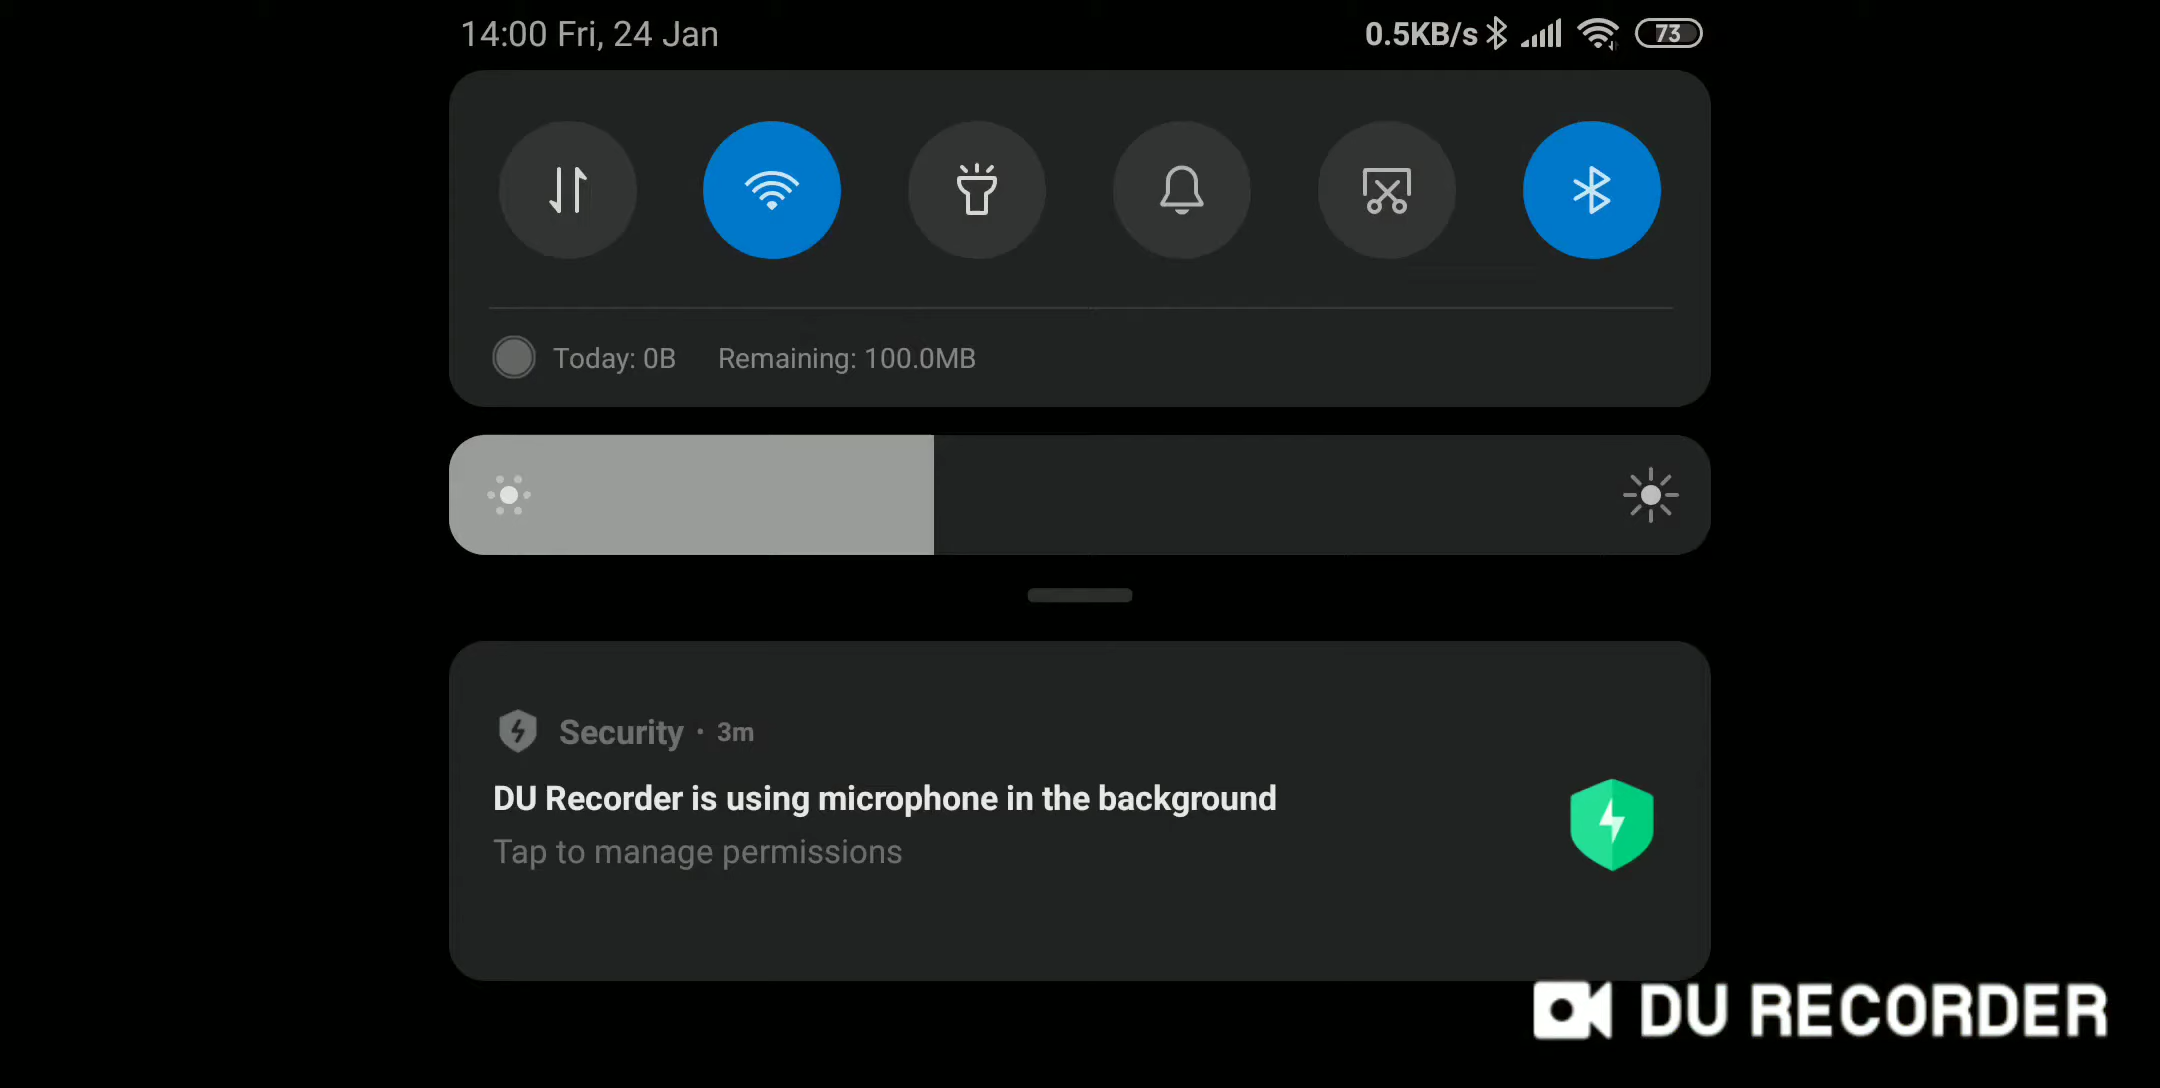 14:00 Fri, 24 Jan
0.5KB/s 73
Today: 0B Remaining: 100.0MB
Security · 3m
DU Recorder is using microphone in the background
Tap to manage permissions
DU RECORDER